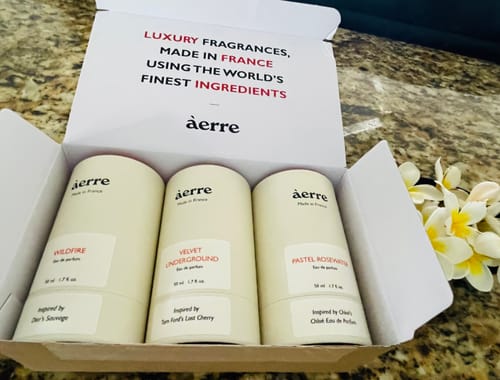 LUXURY FRAGRANCES,
MADE IN FRANCE
USING THE WORLD'S
FINEST INGREDIENTS
àerre
àerre
Made in France
WILDFIRE
Eau de parfum
50 ml 1.7 fl oz.
Inspired by
Dior's Sauvage
àerre
Made in France
VELVET
UNDERGROUND
Eau de parfum
50 ml 1.7 fl oz.
Inspired by
Tom Ford's Lost Cherry
àerre
Made in France
PASTEL ROSEWATER
Eau de parfum
50 ml 1.7 fl oz.
Inspired by Chloé's
Chloé Eau de Parfum